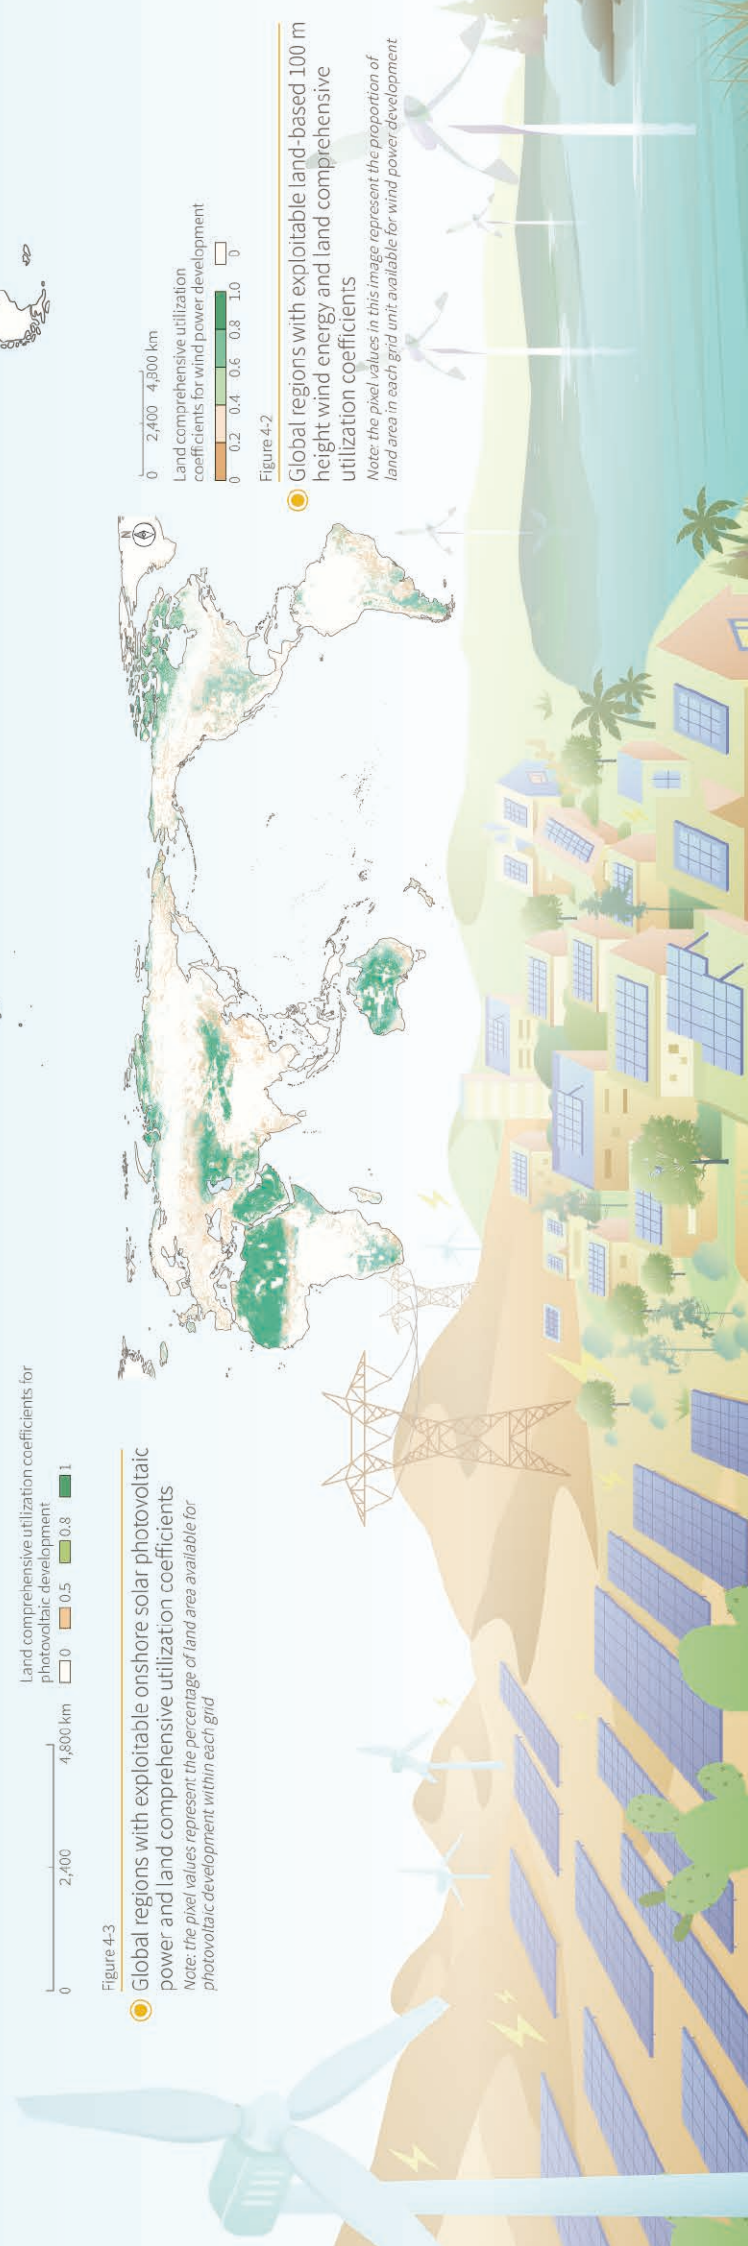 Land comprehensive utilization coefficients for
photovoltaic development
0 0.5 0.8 1
0 2,400 4,800 km
Figure 4-3
Global regions with exploitable onshore solar photovoltaic
power and land comprehensive utilization coefficients
Note: the pixel values represent the percentage of land area available for
photovoltaic development within each grid
N
0 2,400 4,800 km
Land comprehensive utilization
coefficients for wind power development
0 0.2 0.4 0.6 0.8 1.0 0
Figure 4-2
Global regions with exploitable land-based 100 m
height wind energy and land comprehensive
utilization coefficients
Note: the pixel values in this image represent the proportion of
land area in each grid unit available for wind power development